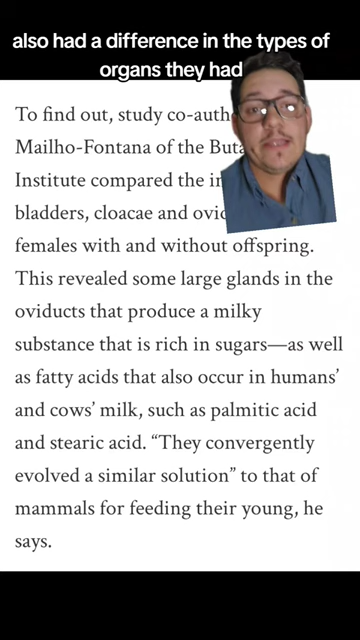 also had a difference in the types of
organs they had
To find out, study co-auth
Mailho-Fontana of the Buta
Institute compared the in
bladders, cloacae and ovid
females with and without offspring.
This revealed some large glands in the
oviducts that produce a milky
substance that is rich in sugars—as well
as fatty acids that also occur in humans’
and cows’ milk, such as palmitic acid
and stearic acid. “They convergently
evolved a similar solution” to that of
mammals for feeding their young, he
says.